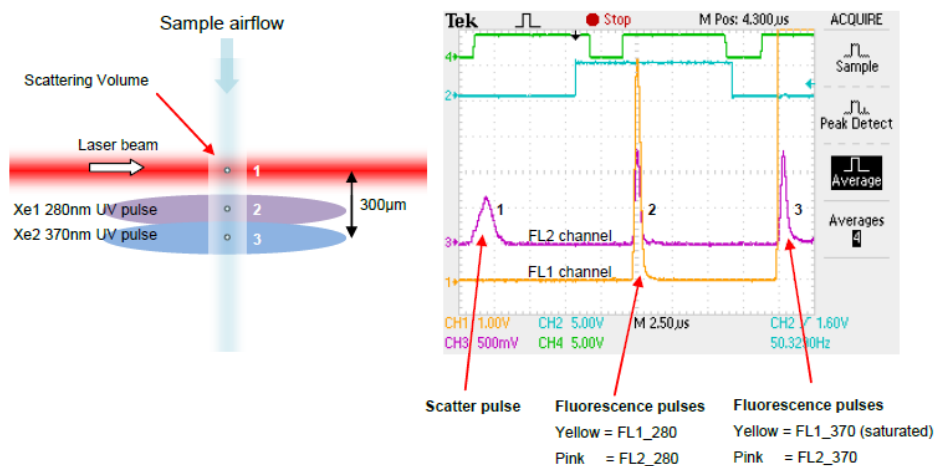 Sample airflow
Scattering Volume
Laser beam
1
300µm
Xe1 280nm UV pulse
2
Xe2 370nm UV pulse
3
Tek
Stop
M Pos: 4.300µs
ACQUIRE
4
Sample
2
Peak Detect
Average
1
2
3
Averages
4
3
FL2 channel
FL1 channel
1
CH1 1.00V
CH2 5.00V
M 2.50µs
CH2
1.60V
CH3 500mV
CH4 5.00V
Scatter pulse
Fluorescence pulses
Yellow = FL1_280
Pink = FL2_280
Fluorescence pulses
Yellow = FL1_370 (saturated)
Pink = FL2_370